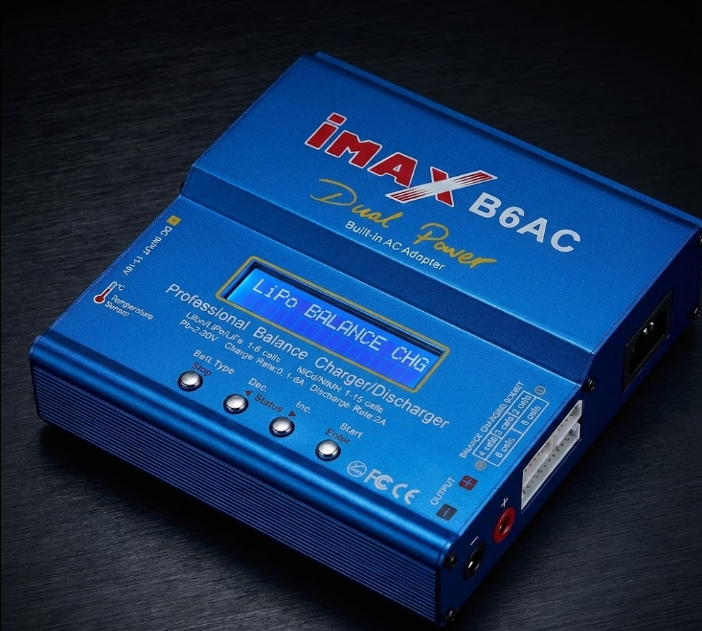 iMAX B6AC
Dual Power
Built-in AC Adapter
DC INPUT 11-18V
°C
Temperature
Sensor
LiPo BALANCE CHG
Professional Balance Charger/Discharger
LiIon/LiPo/LiFe 1-6 cells NiCd/NiMH 1-15 cells
Pb-2-20V Charge Rate:0.1-6A Discharge Rate:2A
Batt. Type
Stop
Dec.
Inc.
Status
Start
Enter
FC CE
OUTPUT
+
-
BALANCE CHARGING SOCKET
4 cells 3 cells 2 cells
6 cells
+
-